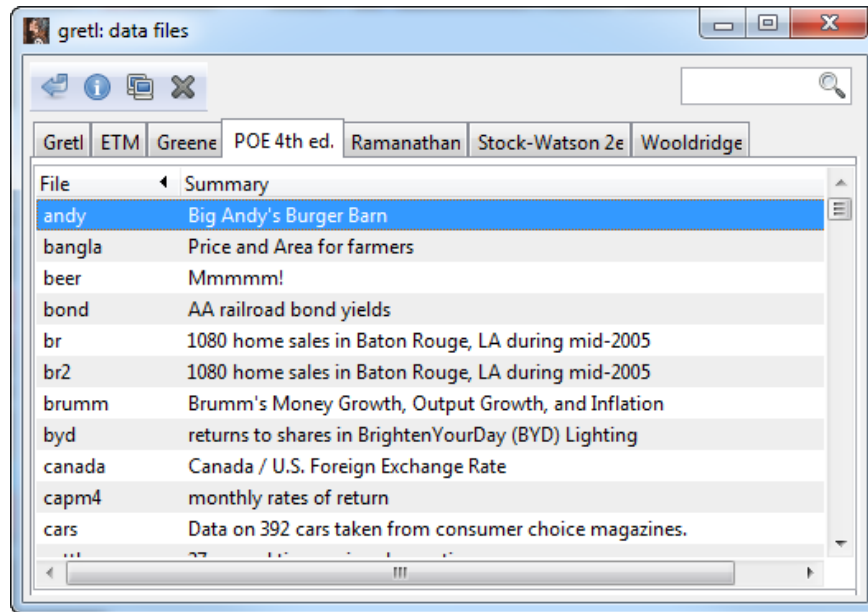 gretl: data files
Gretl ETM Greene POE 4th ed. Ramanathan Stock-Watson 2e Wooldridge
File Summary
andy Big Andy's Burger Barn
bangla Price and Area for farmers
beer Mmmmm!
bond AA railroad bond yields
br 1080 home sales in Baton Rouge, LA during mid-2005
br2 1080 home sales in Baton Rouge, LA during mid-2005
brumm Brumm's Money Growth, Output Growth, and Inflation
byd returns to shares in BrightenYourDay (BYD) Lighting
canada Canada / U.S. Foreign Exchange Rate
capm4 monthly rates of return
cars Data on 392 cars taken from consumer choice magazines.